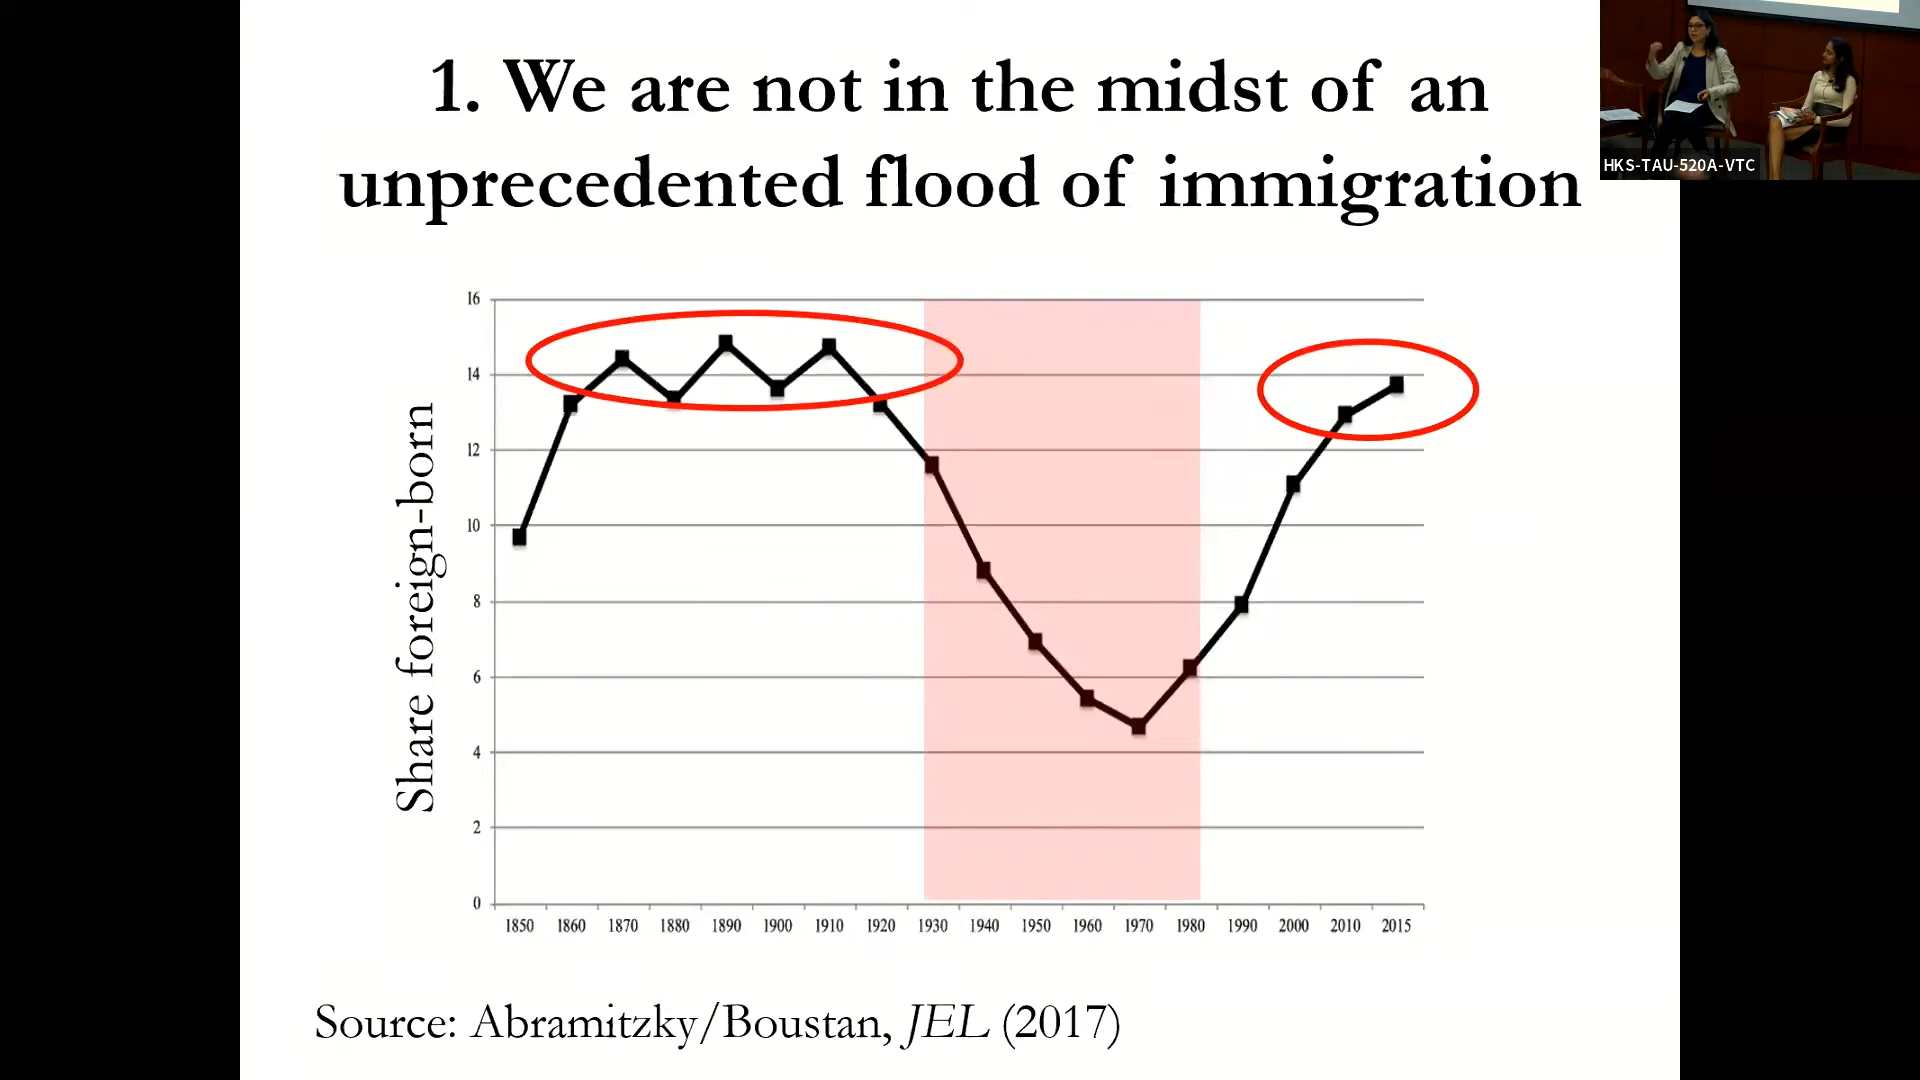 1. We are not in the midst of an
unprecedented flood of immigration
HKS-TAU-520A-VTC
Share foreign-born
16
14
12
10
8
6
4
2
0
1850 1860 1870 1880 1890 1900 1910 1920 1930 1940 1950 1960 1970 1980 1990 2000 2010 2015
Source: Abramitzky/Boustan, JEL (2017)